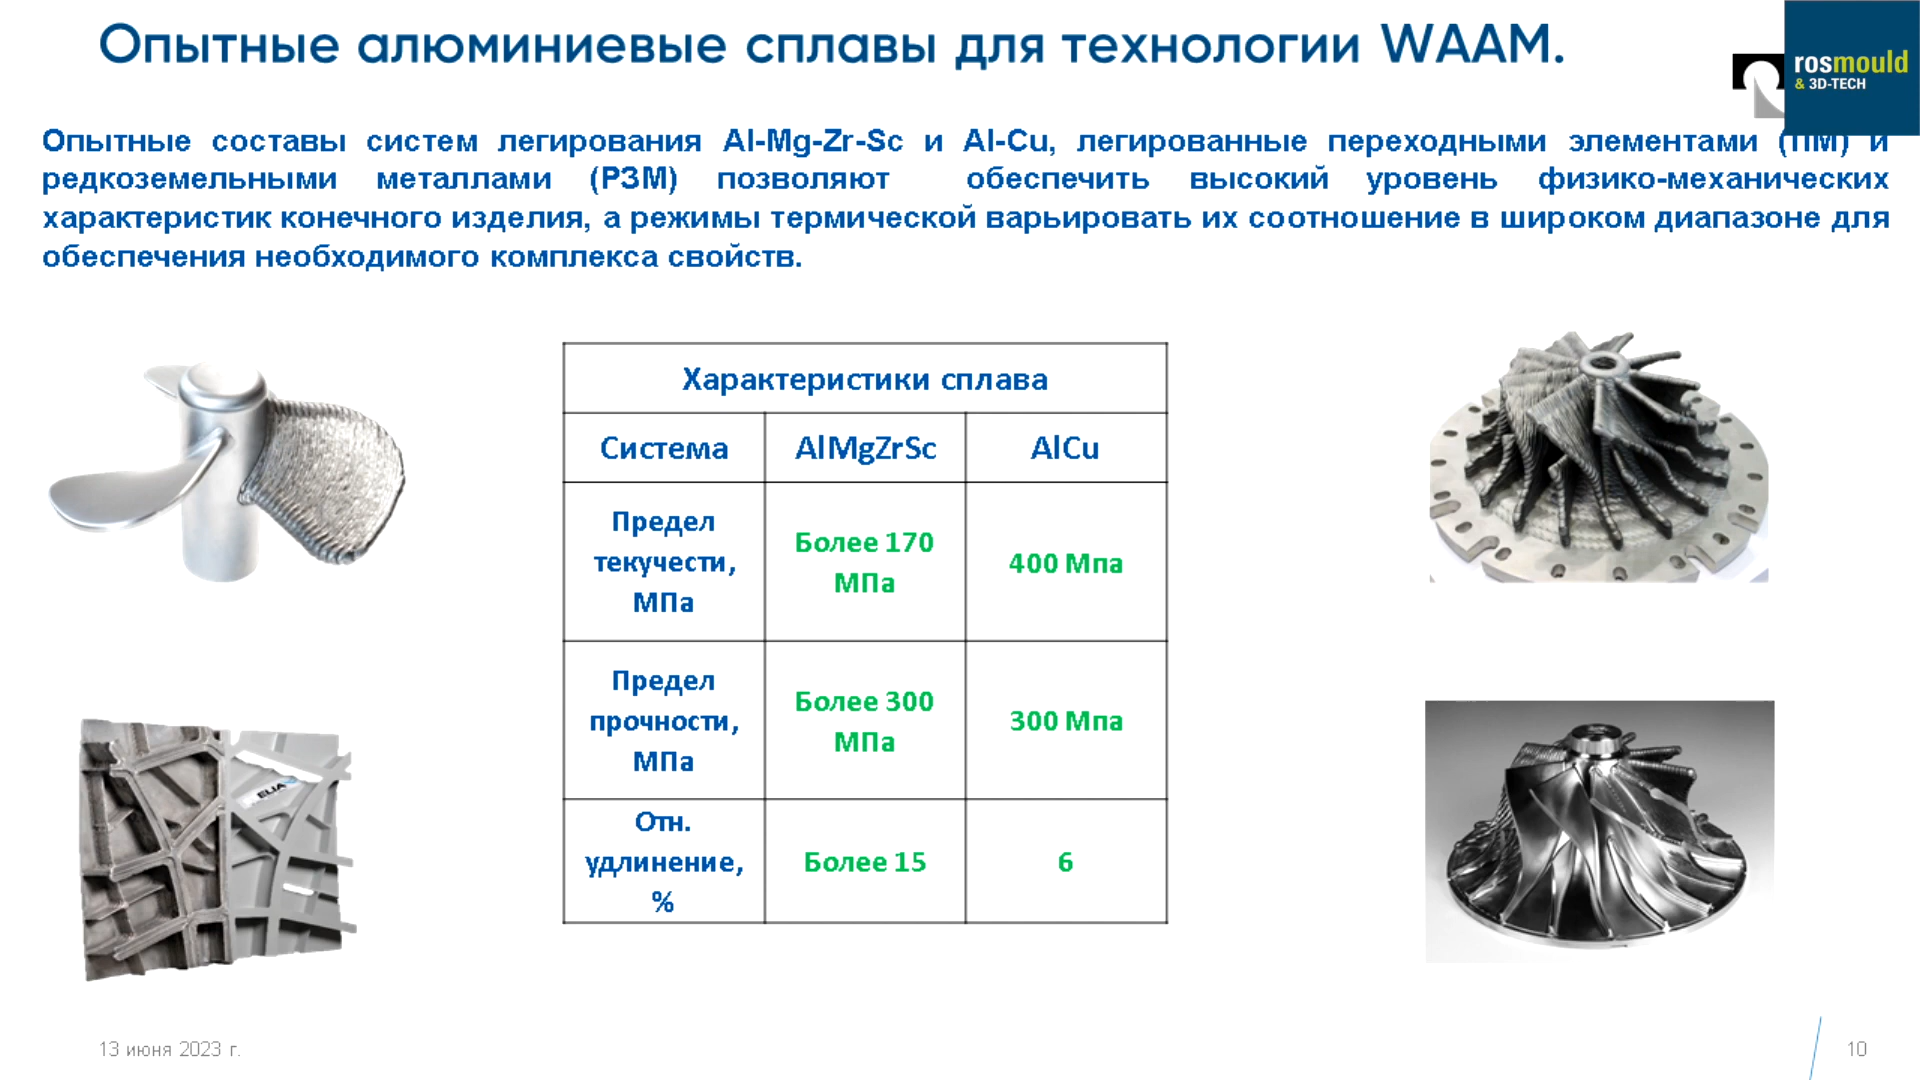 Опытные алюминиевые сплавы для технологии WAAM.
rosmould
& 3D-TECH
Опытные составы систем легирования Al-Mg-Zr-Sc и Al-Cu, легированные переходными элементами (ПМ) и
редкоземельными металлами (РЗМ) позволяют обеспечить высокий уровень физико-механических
характеристик конечного изделия, а режимы термической варьировать их соотношение в широком диапазоне для
обеспечения необходимого комплекса свойств.
Характеристики сплава
Система AlMgZrSc AlCu
Предел
текучести,
МПа
Более 170
МПа
400 Мпа
Предел
прочности,
МПа
Более 300
МПа
300 Мпа
Отн.
удлинение,
%
Более 15
6
ELIA
13 июня 2023 г.
10